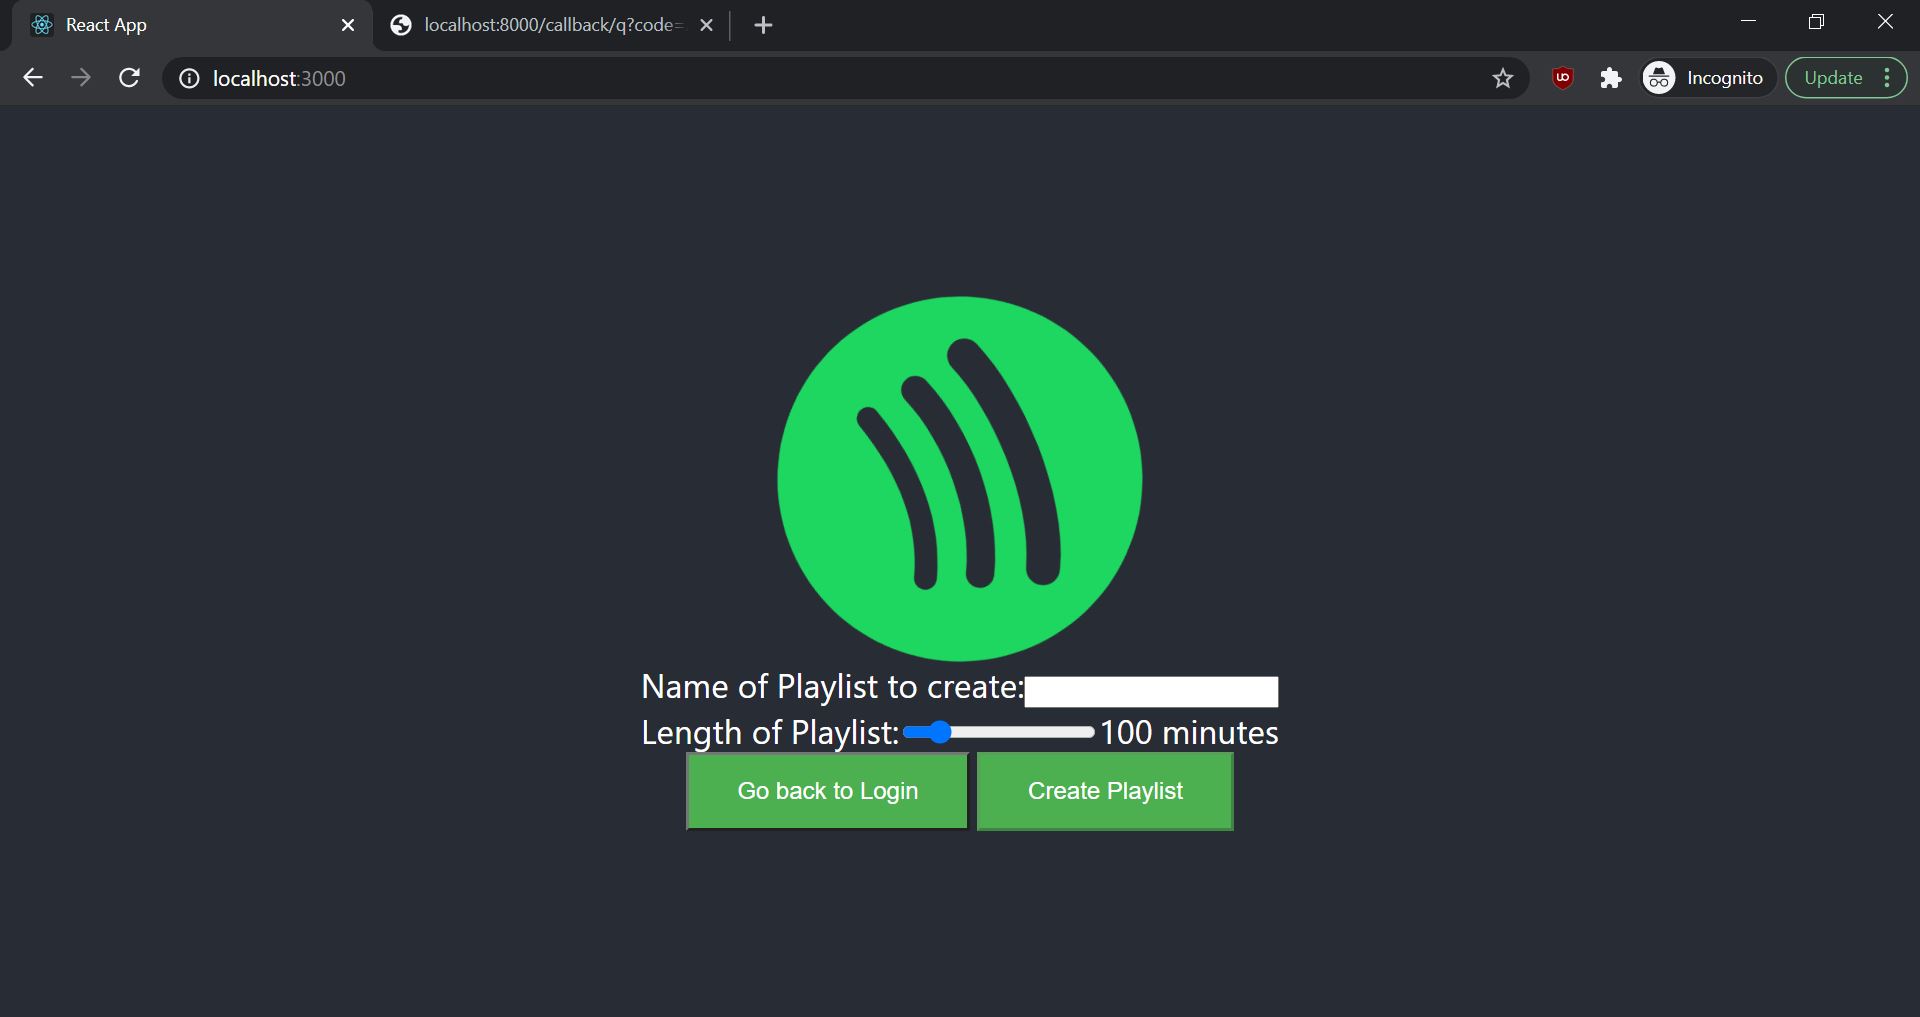 React App
localhost:8000/callback/q?code=
localhost:3000
Incognito
Update
Name of Playlist to create:
Length of Playlist: 100 minutes
Go back to Login
Create Playlist